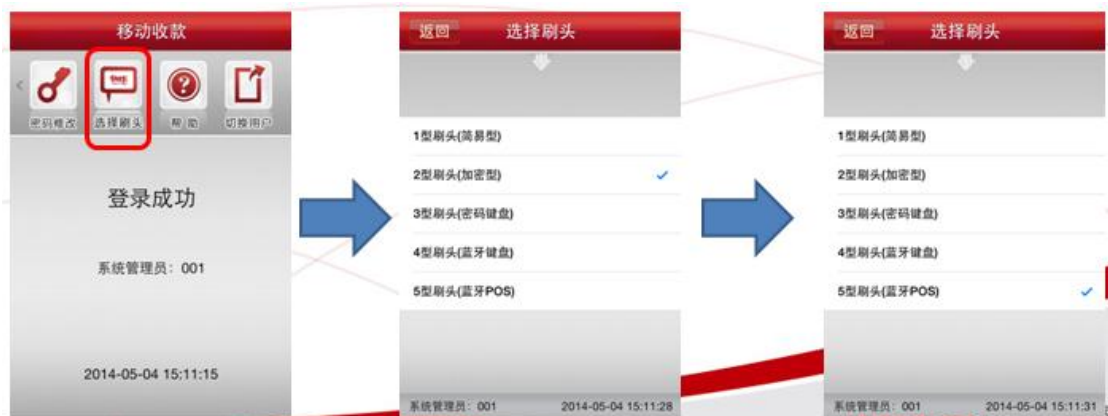 移动收款
密码修改 选择刷头 帮 助 切换用户
登录成功
系统管理员：001
2014-05-04 15:11:15
返回 选择刷头
1型刷头(简易型)
2型刷头(加密型)
3型刷头(密码键盘)
4型刷头(蓝牙键盘)
5型刷头(蓝牙POS)
系统管理员：001 2014-05-04 15:11:28
返回 选择刷头
1型刷头(简易型)
2型刷头(加密型)
3型刷头(密码键盘)
4型刷头(蓝牙键盘)
5型刷头(蓝牙POS)
系统管理员：001 2014-05-04 15:11:31